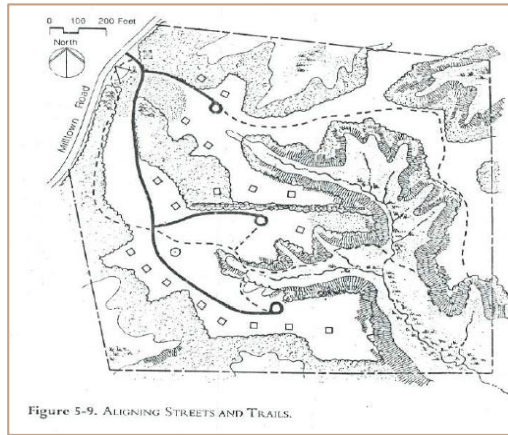 0 100 200 Feet
North
Milltown Road
Figure 5-9. ALIGNING STREETS AND TRAILS.